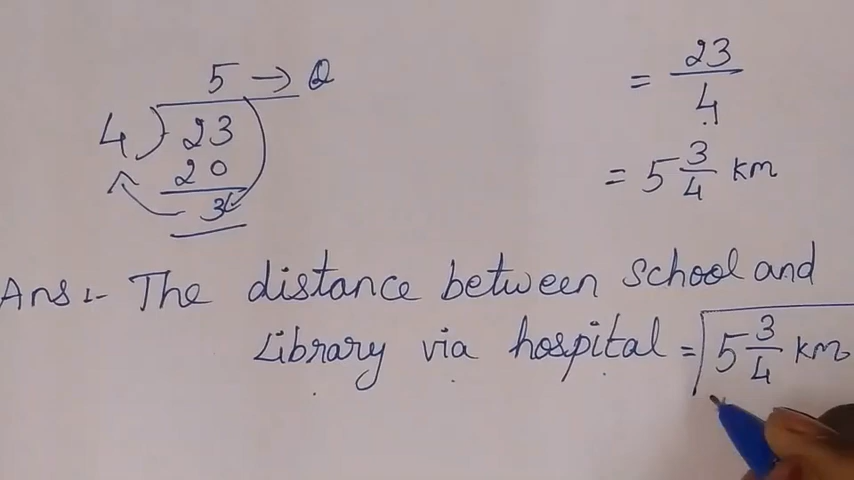 5 → Q
4 ) 23
20
3
= 23/4
= 5 3/4 km
Ans :- The distance between school and
Library via hospital = 5 3/4 km